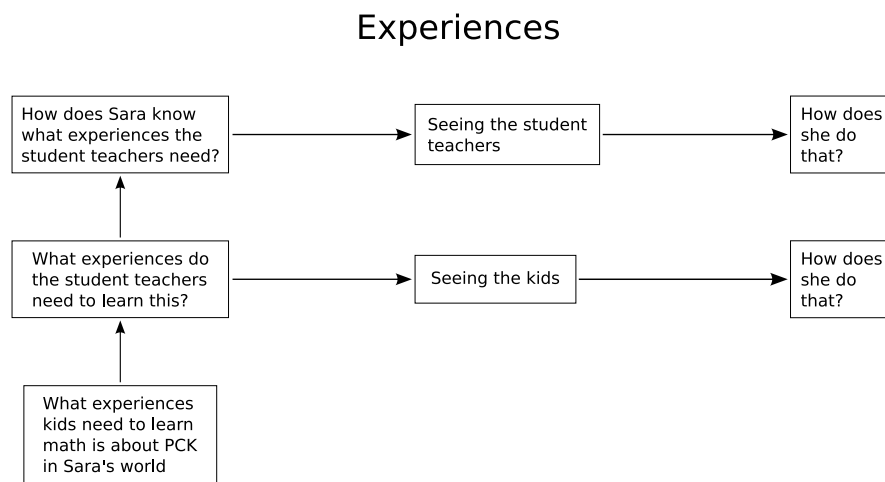 Experiences
How does Sara know
what experiences the
student teachers need?
Seeing the student
teachers
How does
she do
that?
What experiences do
the student teachers
need to learn this?
Seeing the kids
How does
she do
that?
What experiences
kids need to learn
math is about PCK
in Sara's world